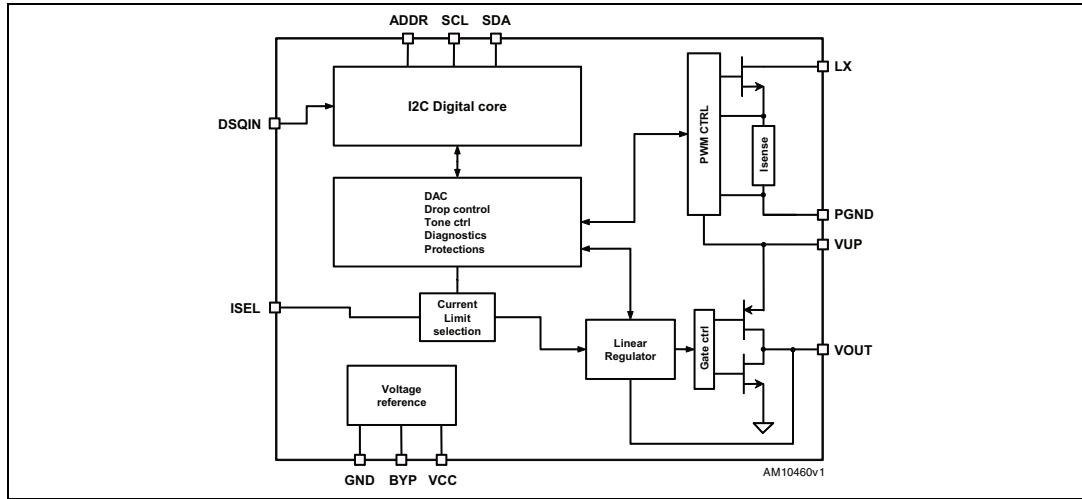 ADDR SCL SDA
LX
I2C Digital core
DSQIN
PWM CTRL
Isense
DAC
Drop control
Tone ctrl
Diagnostics
Protections
PGND
VUP
ISEL
Current
Limit
selection
Linear
Regulator
Gate ctrl
VOUT
Voltage
reference
GND BYP VCC
AM10460v1